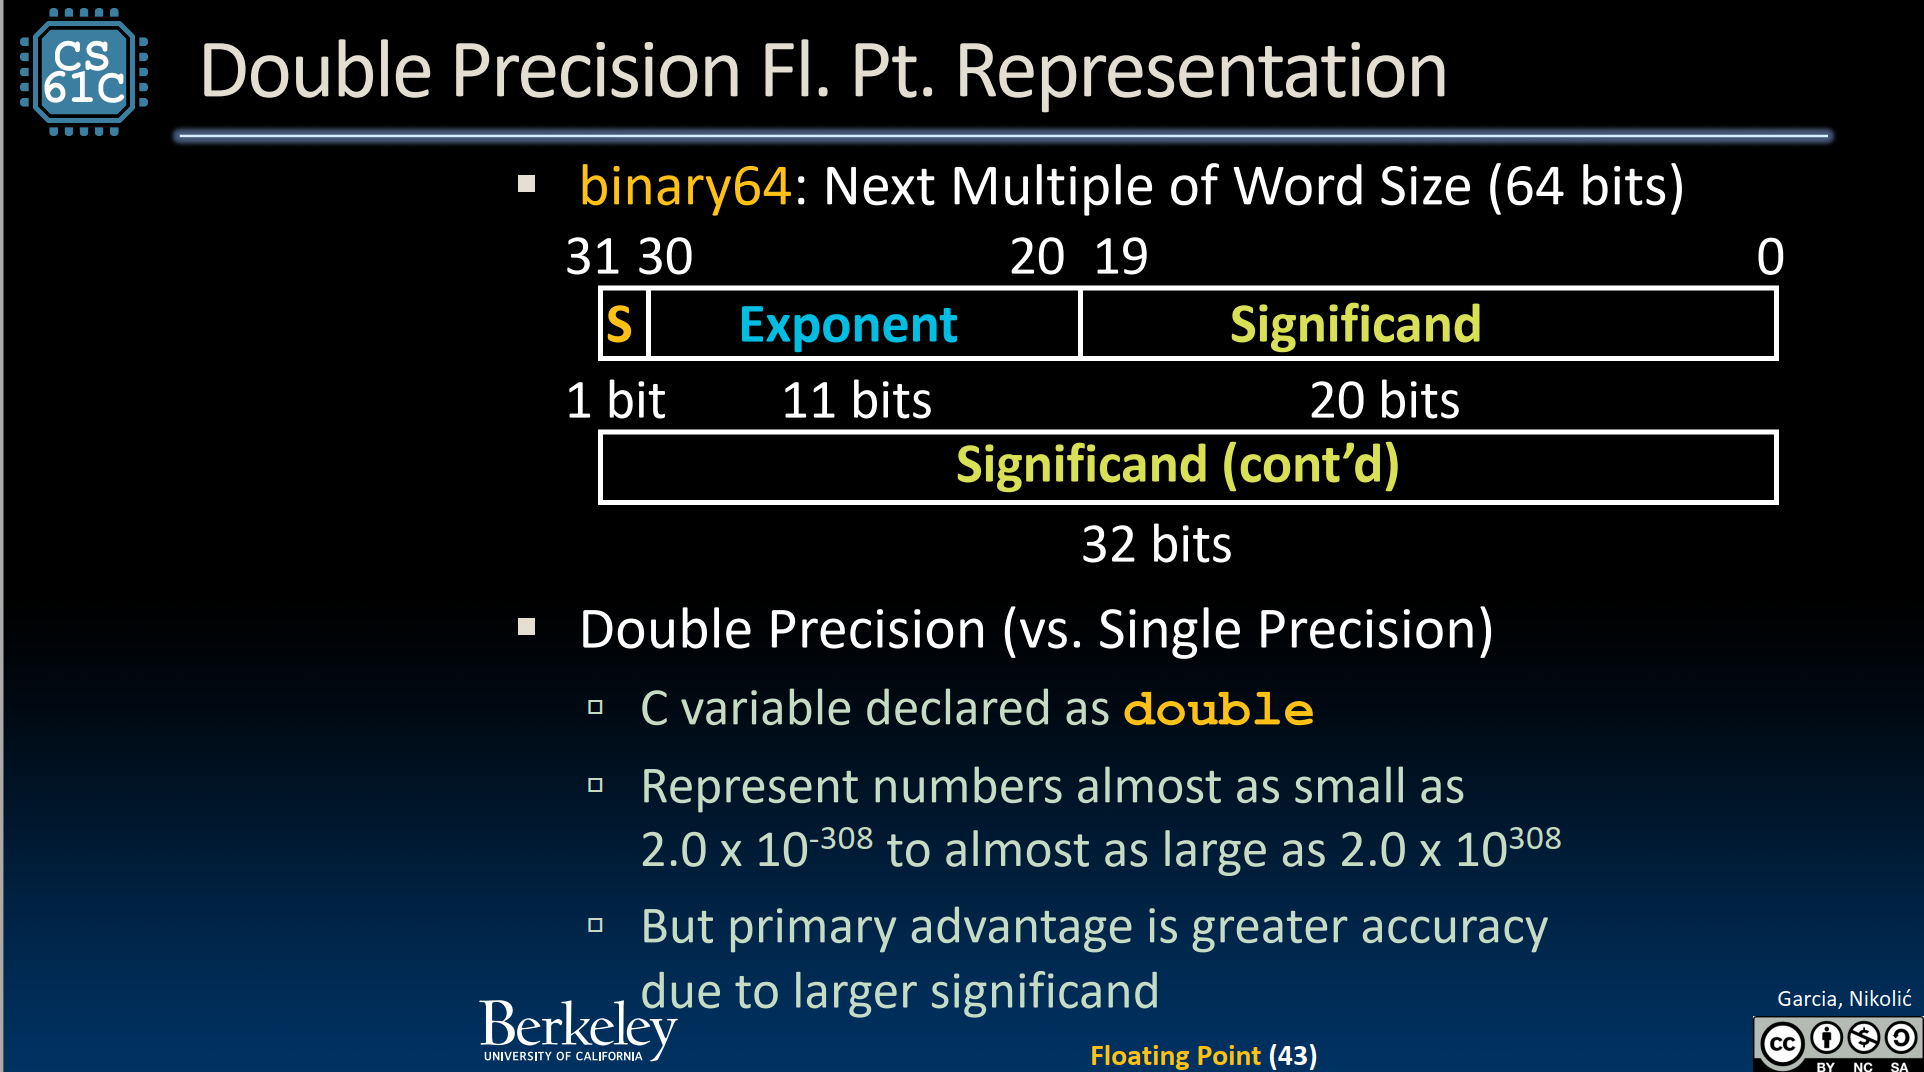 CS
61C
Double Precision Fl. Pt. Representation
binary64: Next Multiple of Word Size (64 bits)
31 30 20 19 0
S Exponent Significand
1 bit 11 bits 20 bits
Significand (cont’d)
32 bits
Double Precision (vs. Single Precision)
C variable declared as double
Represent numbers almost as small as
2.0 x 10⁻³⁰⁸ to almost as large as 2.0 x 10³⁰⁸
But primary advantage is greater accuracy
due to larger significand
Berkeley
UNIVERSITY OF CALIFORNIA
Floating Point (43)
Garcia, Nikolić
cc
BY NC SA